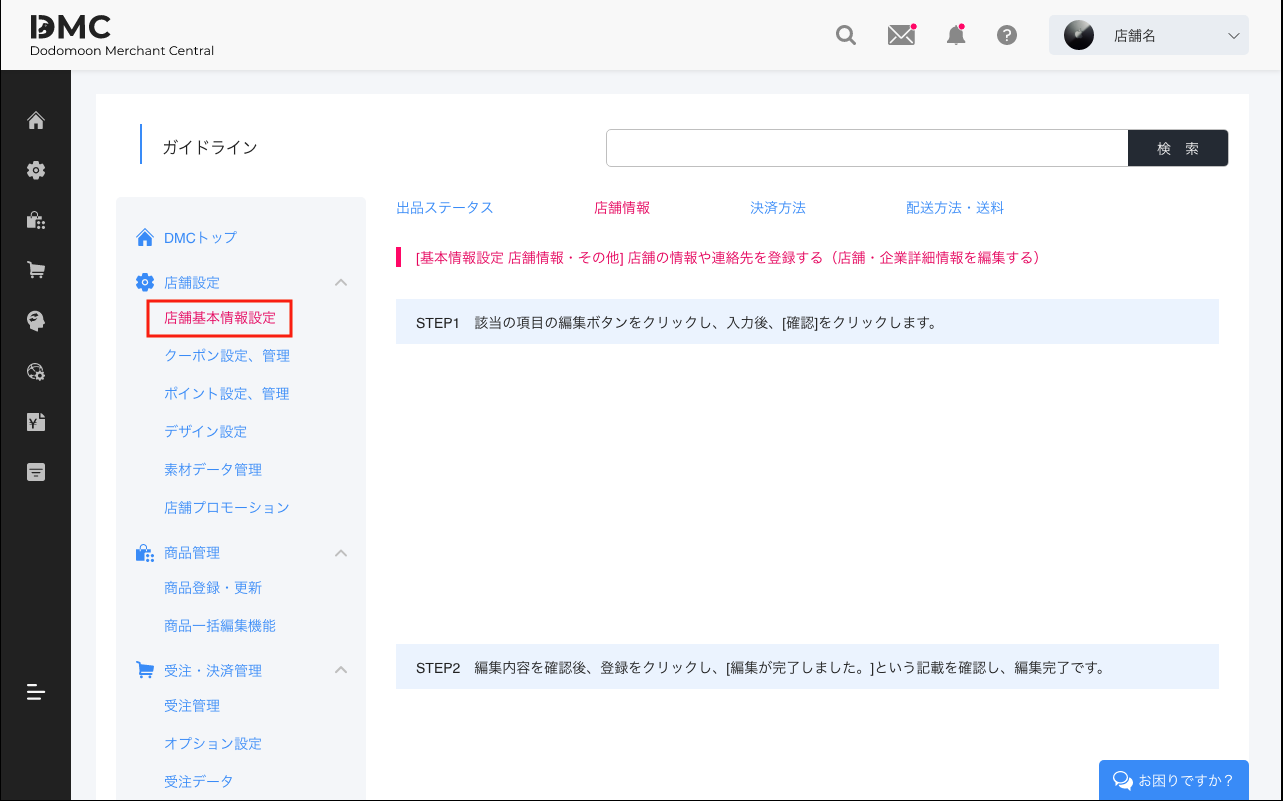 DMC
Dodomoon Merchant Central
店舗名
ガイドライン
検 索
DMCトップ
店舗設定
店舗基本情報設定
クーポン設定、管理
ポイント設定、管理
デザイン設定
素材データ管理
店舗プロモーション
商品管理
商品登録・更新
商品一括編集機能
受注・決済管理
受注管理
オプション設定
受注データ
出品ステータス 店舗情報 決済方法 配送方法・送料
[基本情報設定 店舗情報・その他] 店舗の情報や連絡先を登録する（店舗・企業詳細情報を編集する）
STEP1 該当の項目の編集ボタンをクリックし、入力後、[確認]をクリックします。
STEP2 編集内容を確認後、登録をクリックし、[編集が完了しました。]という記載を確認し、編集完了です。
お困りですか？